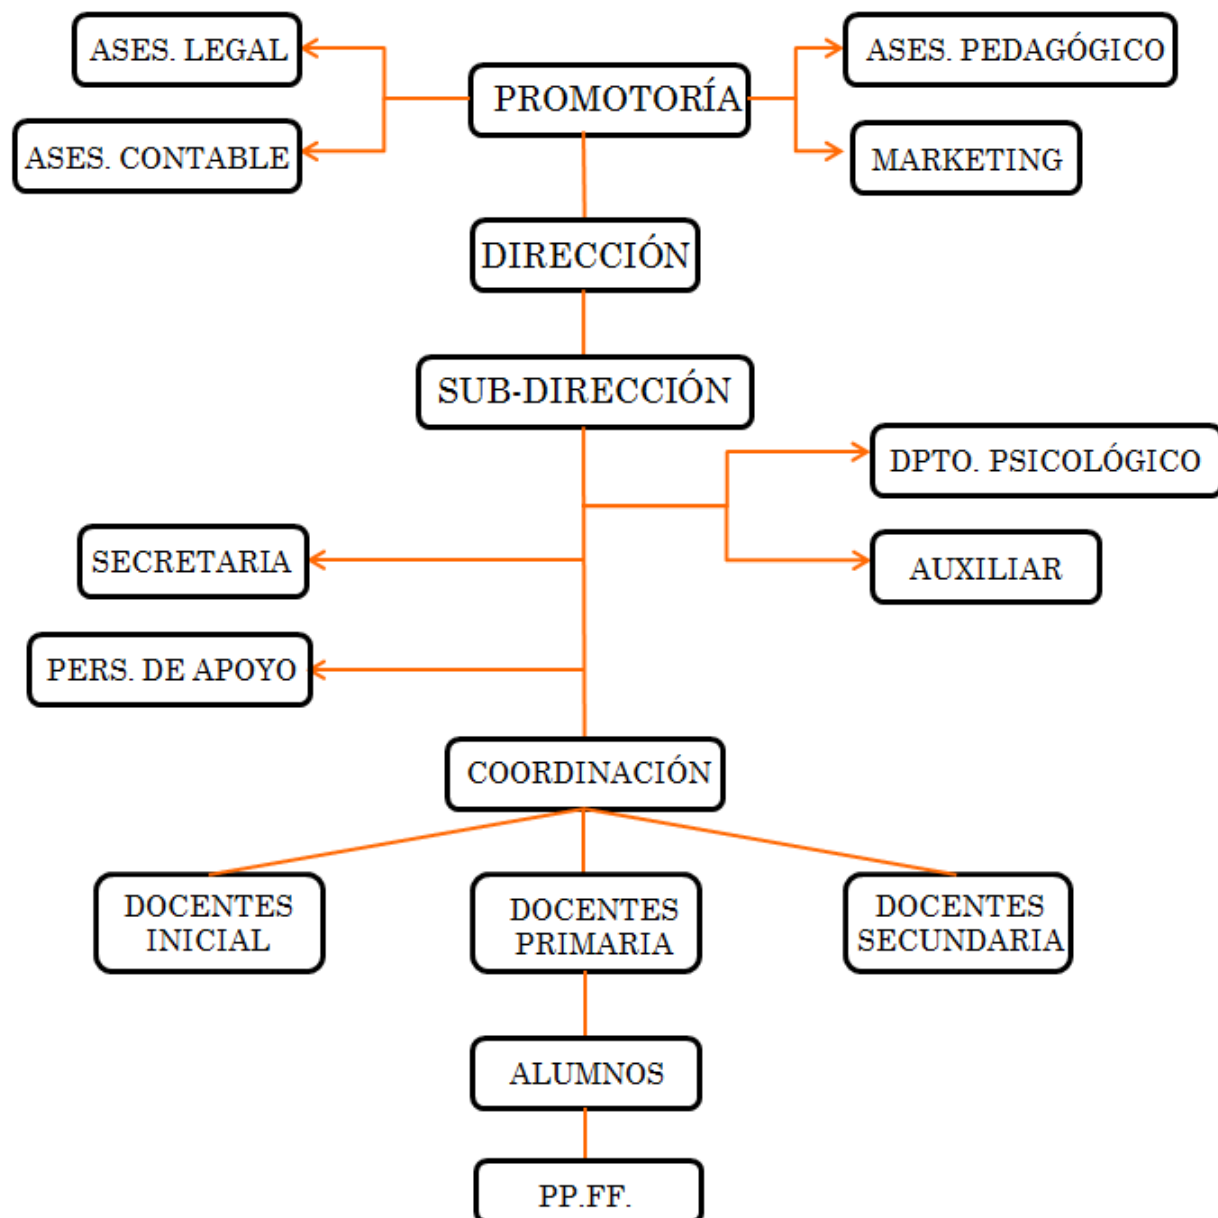 ASES. LEGAL
ASES. PEDAGÓGICO
PROMOTORÍA
ASES. CONTABLE
MARKETING
DIRECCIÓN
SUB-DIRECCIÓN
DPTO. PSICOLÓGICO
SECRETARIA
AUXILIAR
PERS. DE APOYO
COORDINACIÓN
DOCENTES
INICIAL
DOCENTES
PRIMARIA
DOCENTES
SECUNDARIA
ALUMNOS
PP.FF.